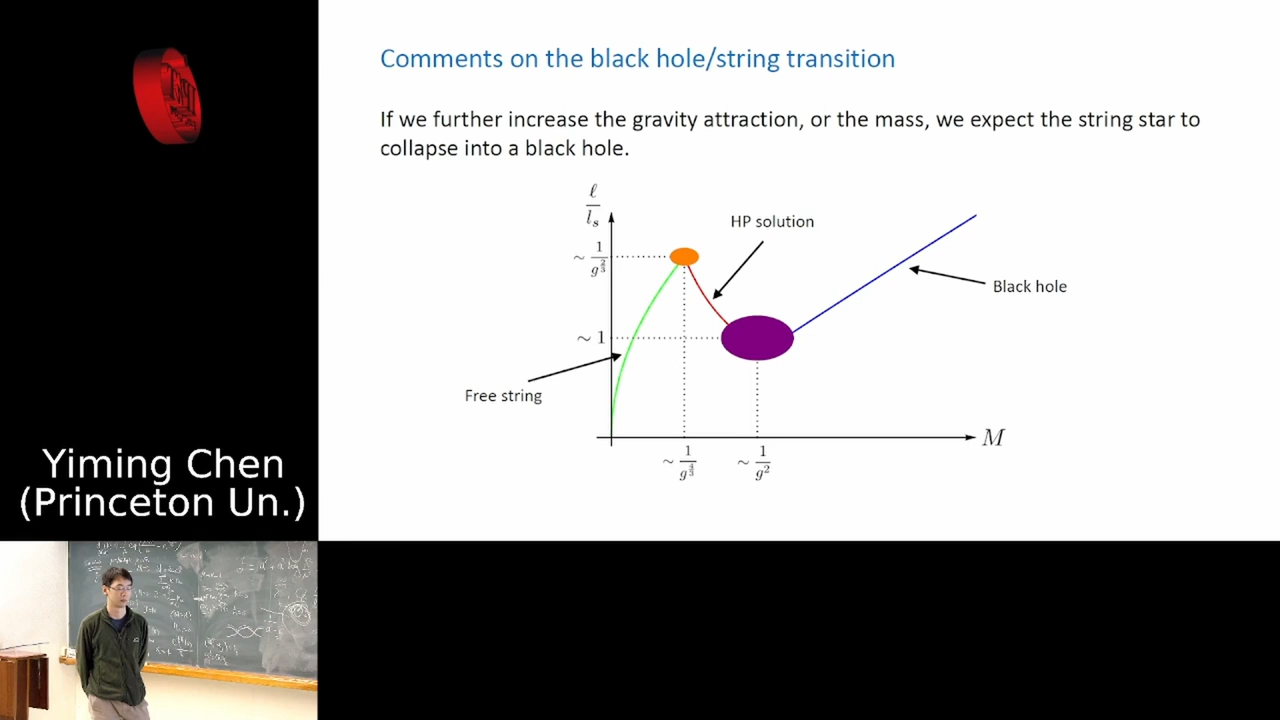 Comments on the black hole/string transition
If we further increase the gravity attraction, or the mass, we expect the string star to
collapse into a black hole.
ℓ/l_s
HP solution
~ 1/g^{2/3}
Black hole
~ 1
Free string
M
~ 1/g^{4/3}
~ 1/g^2
Yiming Chen
(Princeton Un.)